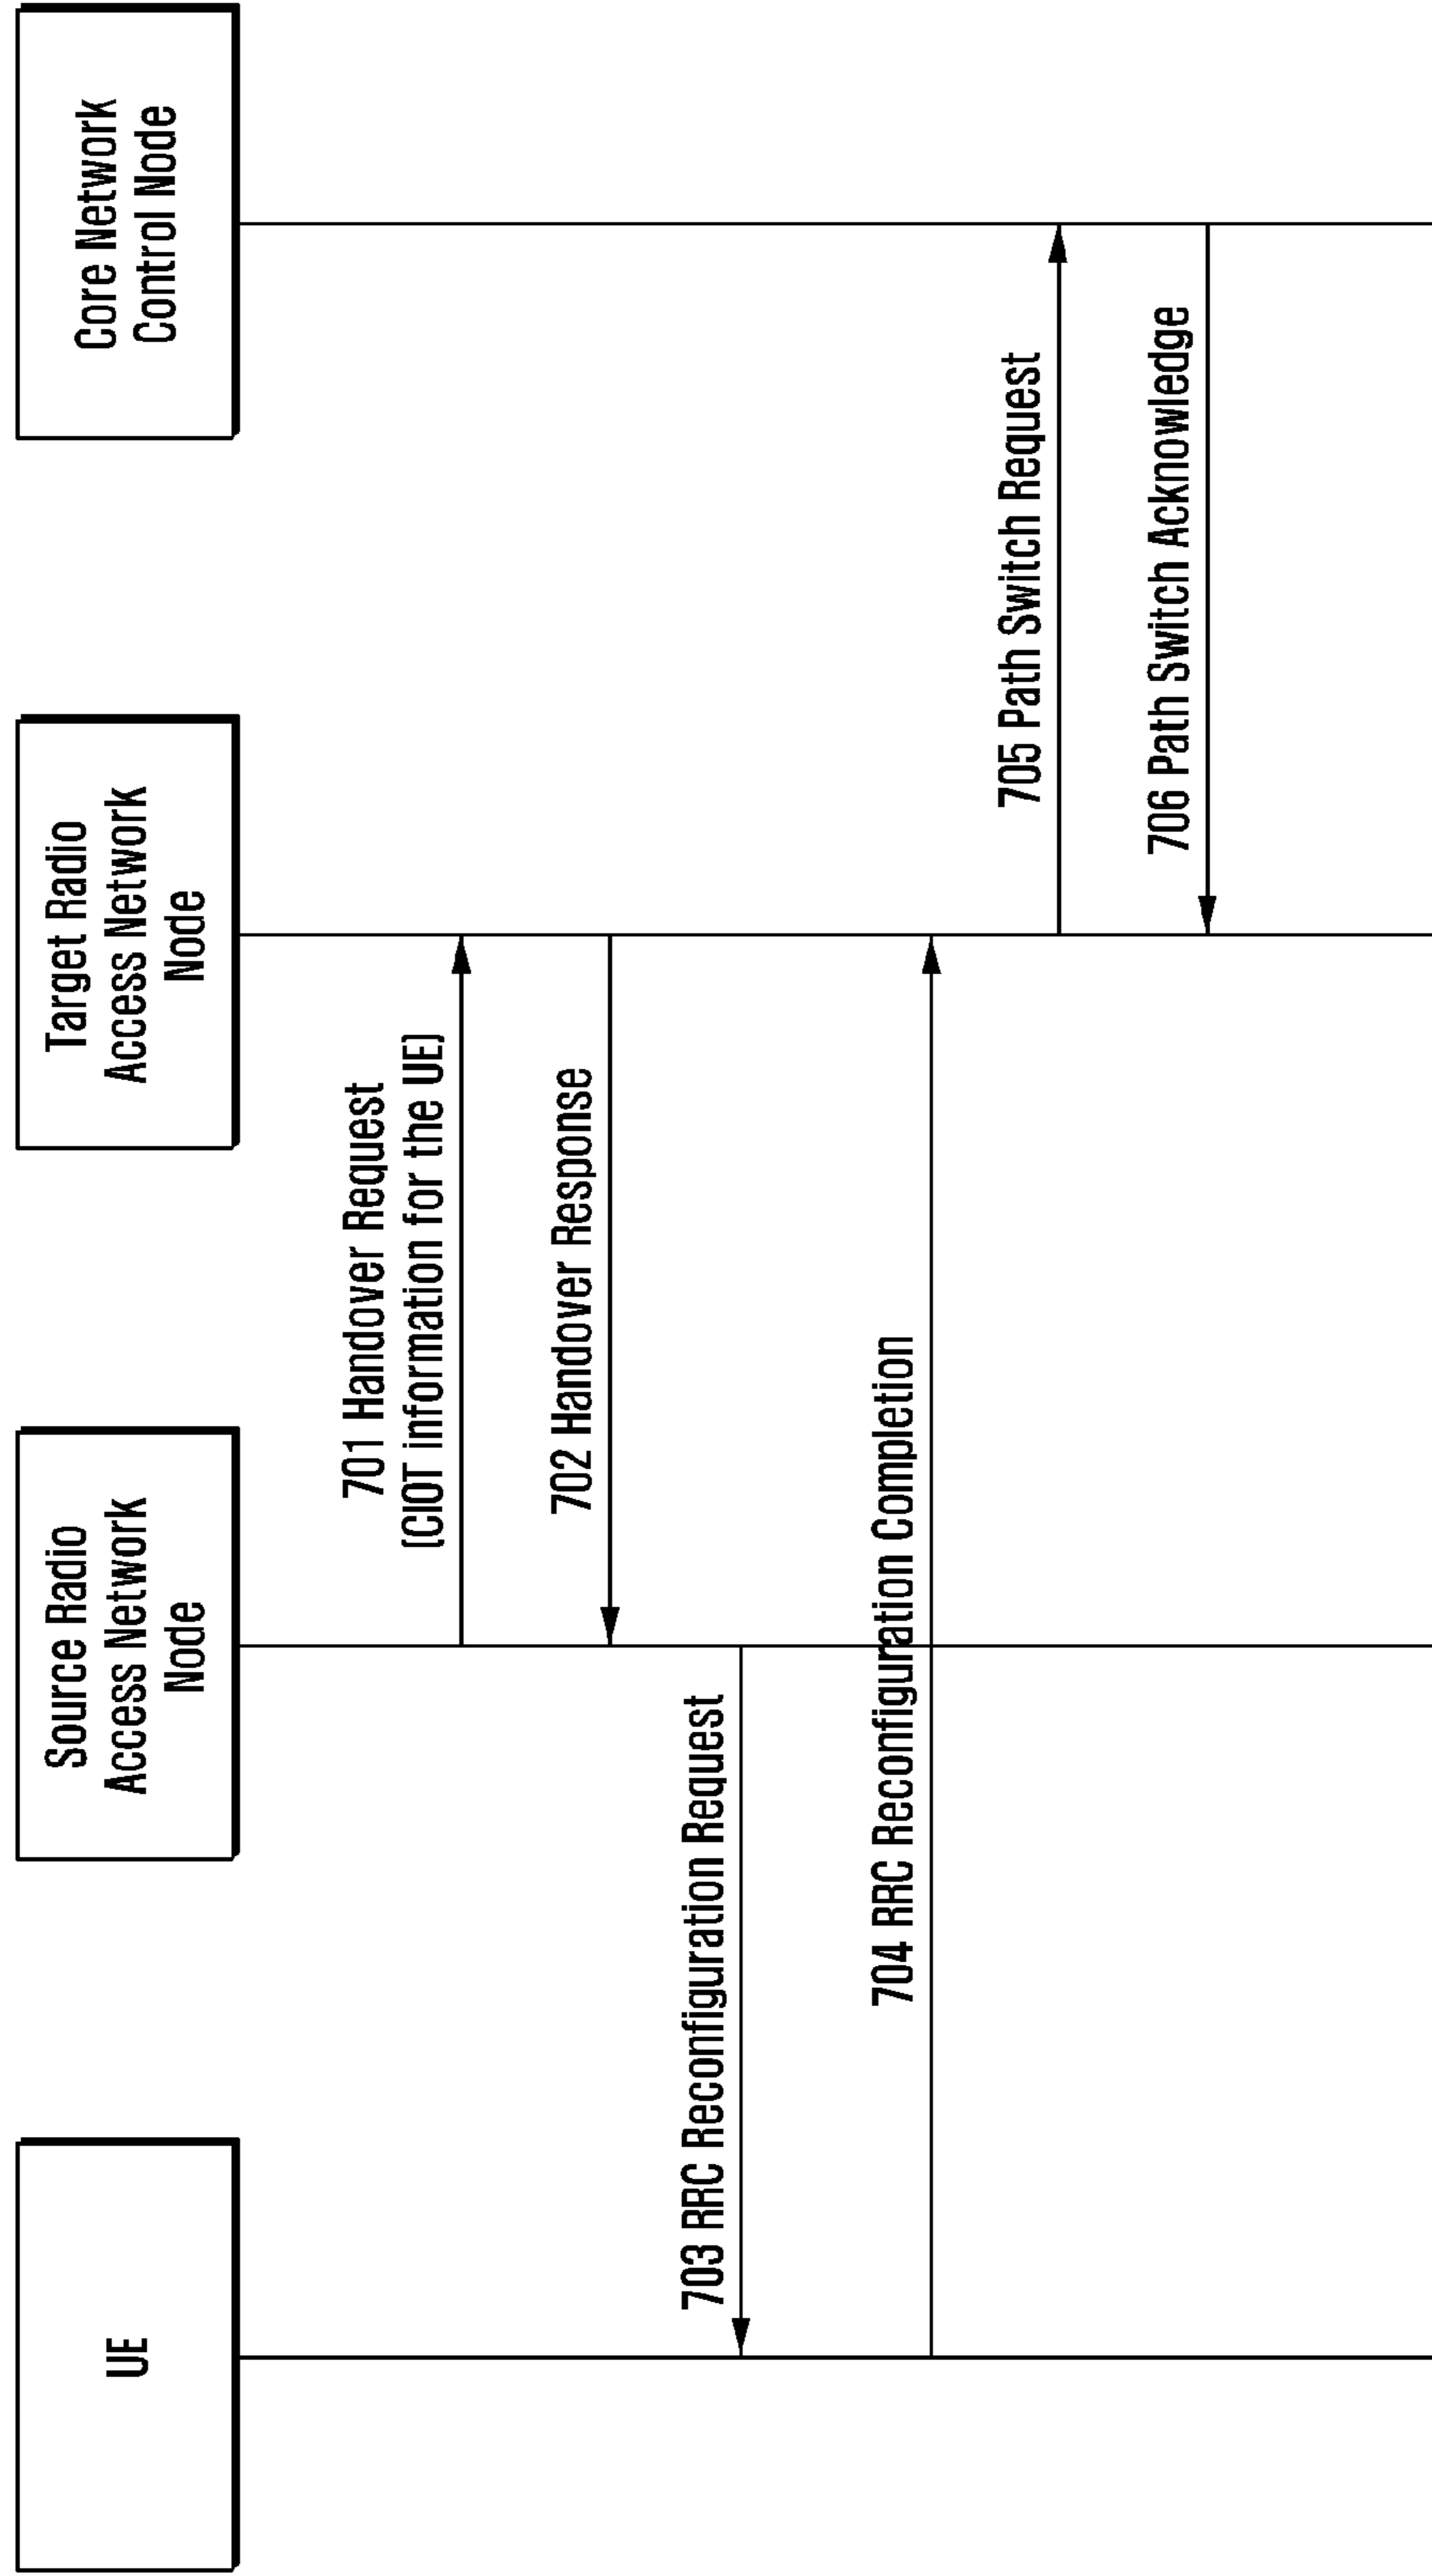 UE
Source Radio
Access Network
Node
Target Radio
Access Network
Node
Core Network
Control Node
701 Handover Request
(CIOT information for the UE)
702 Handover Response
703 RRC Reconfiguration Request
704 RRC Reconfiguration Completion
705 Path Switch Request
706 Path Switch Acknowledge